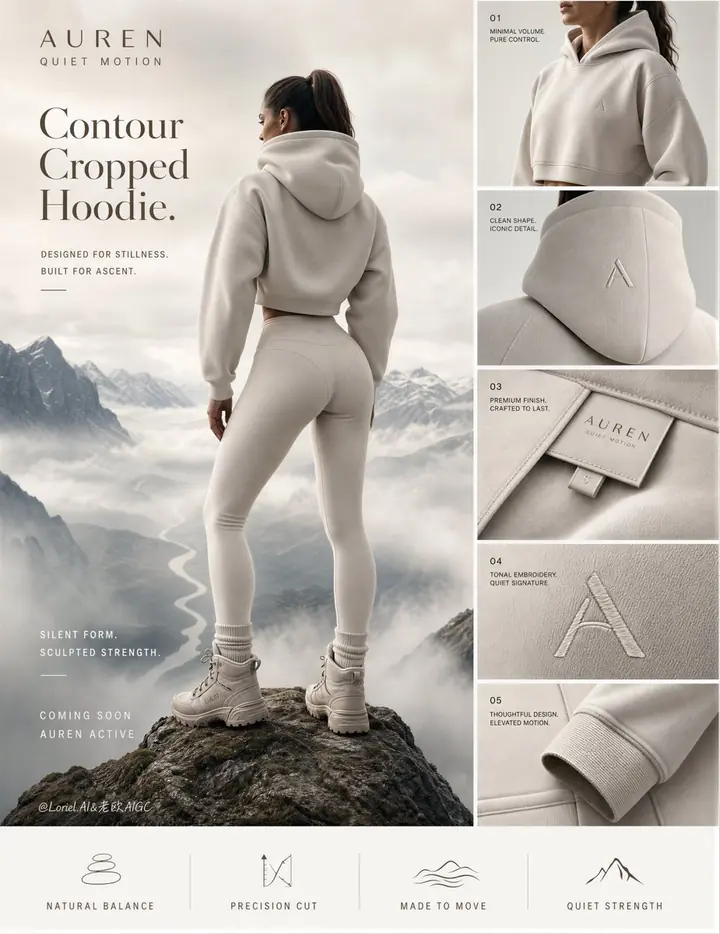 AUREN
QUIET MOTION
Contour
Cropped
Hoodie.
DESIGNED FOR STILLNESS.
BUILT FOR ASCENT.
SILENT FORM.
SCULPTED STRENGTH.
COMING SOON
AUREN ACTIVE
@Loriel.AI&老欧AIGC
01
MINIMAL VOLUME.
PURE CONTROL.
02
CLEAN SHAPE.
ICONIC DETAIL.
03
PREMIUM FINISH.
CRAFTED TO LAST.
AUREN
QUIET MOTION
S
04
TONAL EMBROIDERY.
QUIET SIGNATURE.
05
THOUGHTFUL DESIGN.
ELEVATED MOTION.
NATURAL BALANCE
PRECISION CUT
MADE TO MOVE
QUIET STRENGTH